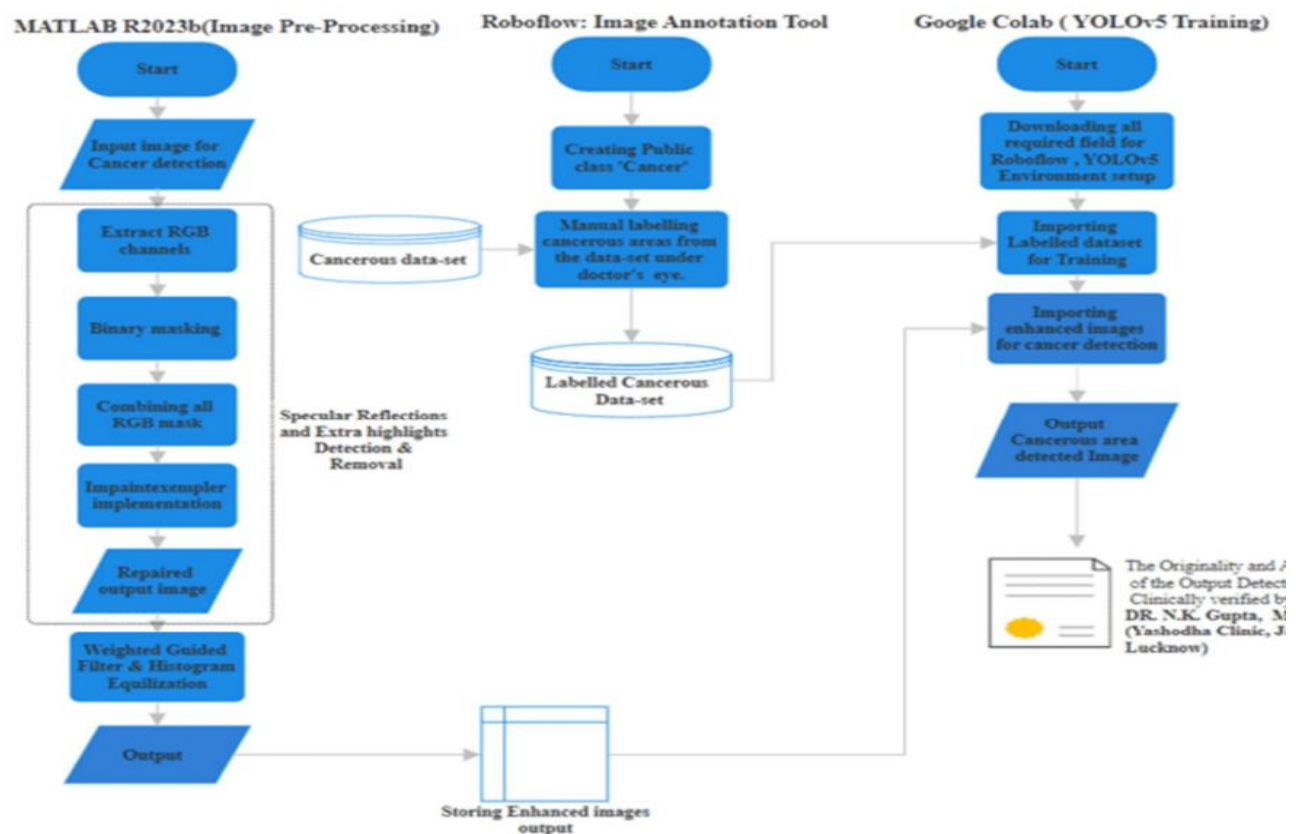 MATLAB R2023b(Image Pre-Processing)
Start
Input image for
Cancer detection
Extract RGB
channels
Binary masking
Combining all
RGB mask
Impaintexempler
implementation
Repaired
output image
Specular Reflections
and Extra highlights
Detection &
Removal
Weighted Guided
Filter & Histogram
Equilization
Output
Storing Enhanced images
output
Roboflow: Image Annotation Tool
Start
Creating Public
class 'Cancer'
Cancerous data-set
Manual labelling
cancerous areas from
the data-set under
doctor's eye.
Labelled Cancerous
Data-set
Google Colab ( YOLOv5 Training)
Start
Downloading all
required field for
Roboflow , YOLOv5
Environment setup
Importing
Labelled dataset
for Training
Importing
enhanced images
for cancer detection
Output
Cancerous area
detected Image
The Originality and
of the Output
Clinically verified
DR. N.K. Gupta,
(Yashodha Clinic,
Lucknow)